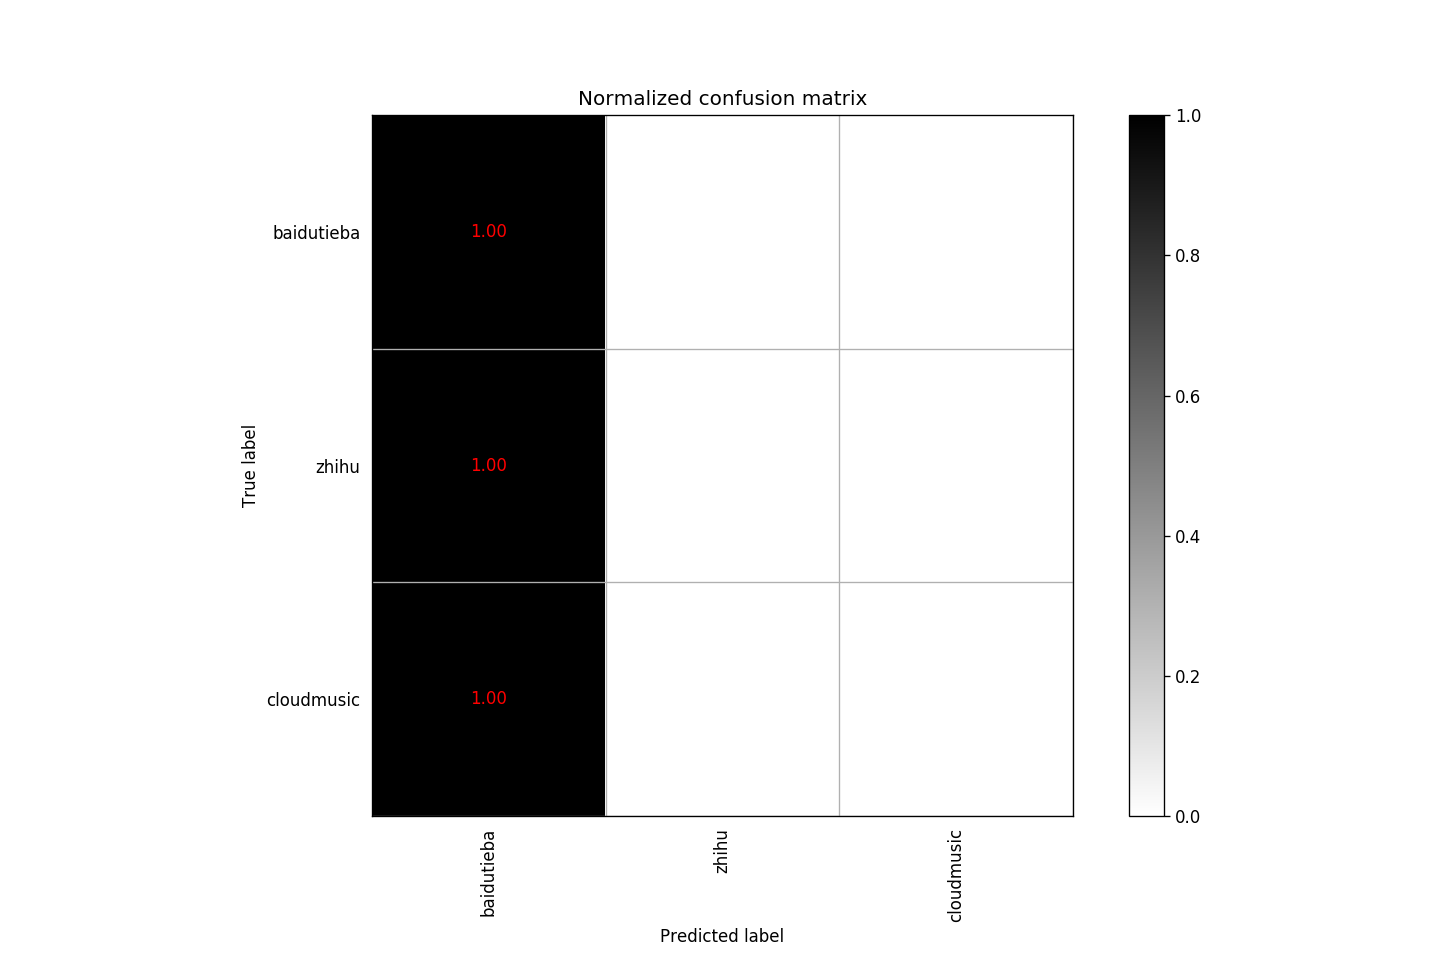 Normalized confusion matrix
True label
baidutieba
zhihu
cloudmusic
1.00
1.00
1.00
baidutieba
zhihu
cloudmusic
Predicted label
1.0
0.8
0.6
0.4
0.2
0.0